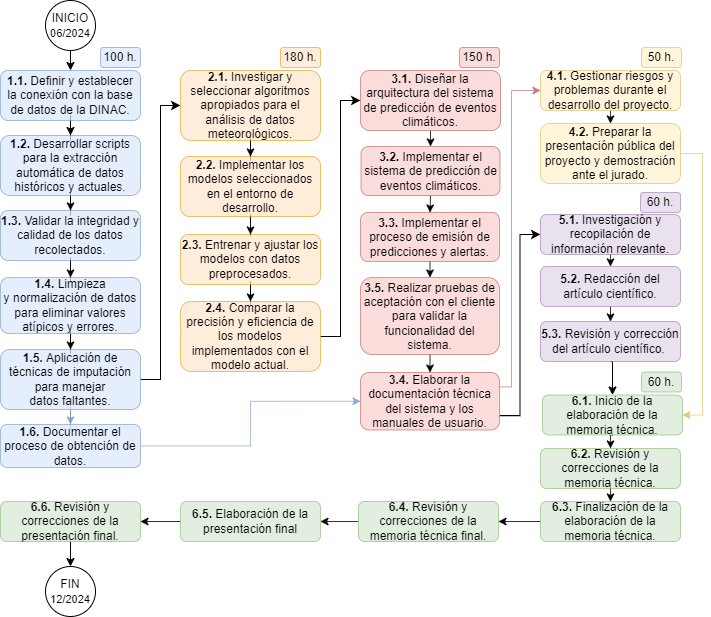 INICIO
06/2024
100 h.
1.1. Definir y establecer
la conexión con la base
de datos de la DINAC.
1.2. Desarrollar scripts
para la extracción
automática de datos
históricos y actuales.
1.3. Validar la integridad y
calidad de los datos
recolectados.
1.4. Limpieza
y normalización de datos
para eliminar valores
atípicos y errores.
1.5. Aplicación de
técnicas de imputación
para manejar
datos faltantes.
1.6. Documentar el
proceso de obtención de
datos.
180 h.
2.1. Investigar y
seleccionar algoritmos
apropiados para el
análisis de datos
meteorológicos.
2.2. Implementar los
modelos seleccionados
en el entorno de
desarrollo.
2.3. Entrenar y ajustar los
modelos con datos
preprocesados.
2.4. Comparar la
precisión y eficiencia de
los modelos
implementados con el
modelo actual.
150 h.
3.1. Diseñar la
arquitectura del sistema
de predicción de eventos
climáticos.
3.2. Implementar el
sistema de predicción de
eventos climáticos.
3.3. Implementar el
proceso de emisión de
predicciones y alertas.
3.5. Realizar pruebas de
aceptación con el cliente
para validar la
funcionalidad del
sistema.
3.4. Elaborar la
documentación técnica
del sistema y los
manuales de usuario.
50 h.
4.1. Gestionar riesgos y
problemas durante el
desarrollo del proyecto.
4.2. Preparar la
presentación pública del
proyecto y demostración
ante el jurado.
60 h.
5.1. Investigación y
recopilación de
información relevante.
5.2. Redacción del
artículo científico.
5.3. Revisión y corrección
del artículo científico.
60 h.
6.1. Inicio de la
elaboración de la
memoria técnica.
6.2. Revisión y
correcciones de la
memoria técnica.
6.3. Finalización de la
elaboración de la
memoria técnica.
6.4. Revisión y
correcciones de la
memoria técnica final.
6.5. Elaboración de la
presentación final
6.6. Revisión y
correcciones de la
presentación final.
FIN
12/2024